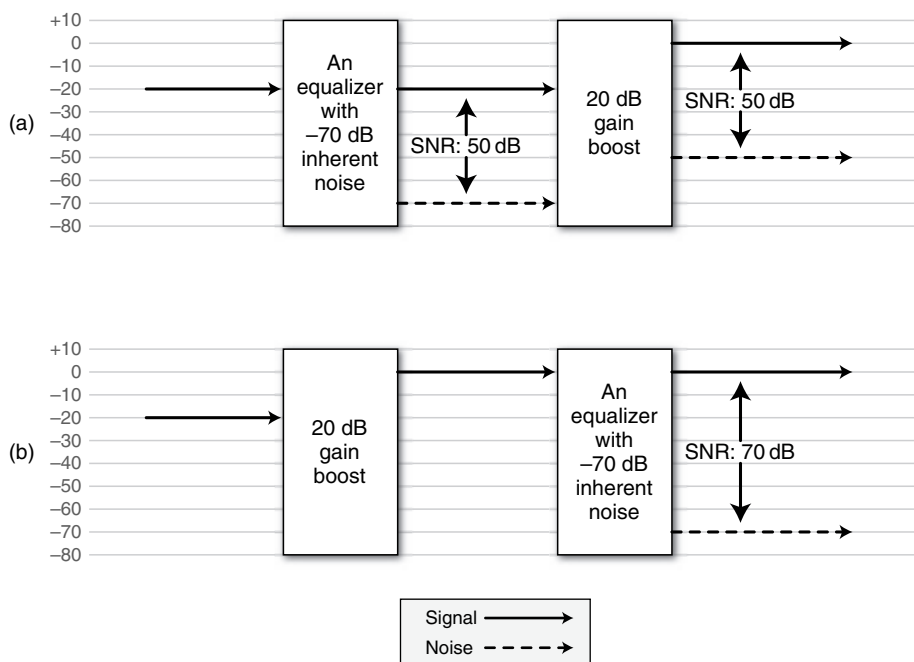 +10
0
–10
–20
–30
–40
–50
–60
–70
–80
(a)
An
equalizer
with
–70 dB
inherent
noise
SNR: 50 dB
20 dB
gain
boost
SNR: 50 dB
+10
0
–10
–20
–30
–40
–50
–60
–70
–80
(b)
20 dB
gain
boost
An
equalizer
with
–70 dB
inherent
noise
SNR: 70 dB
Signal
Noise